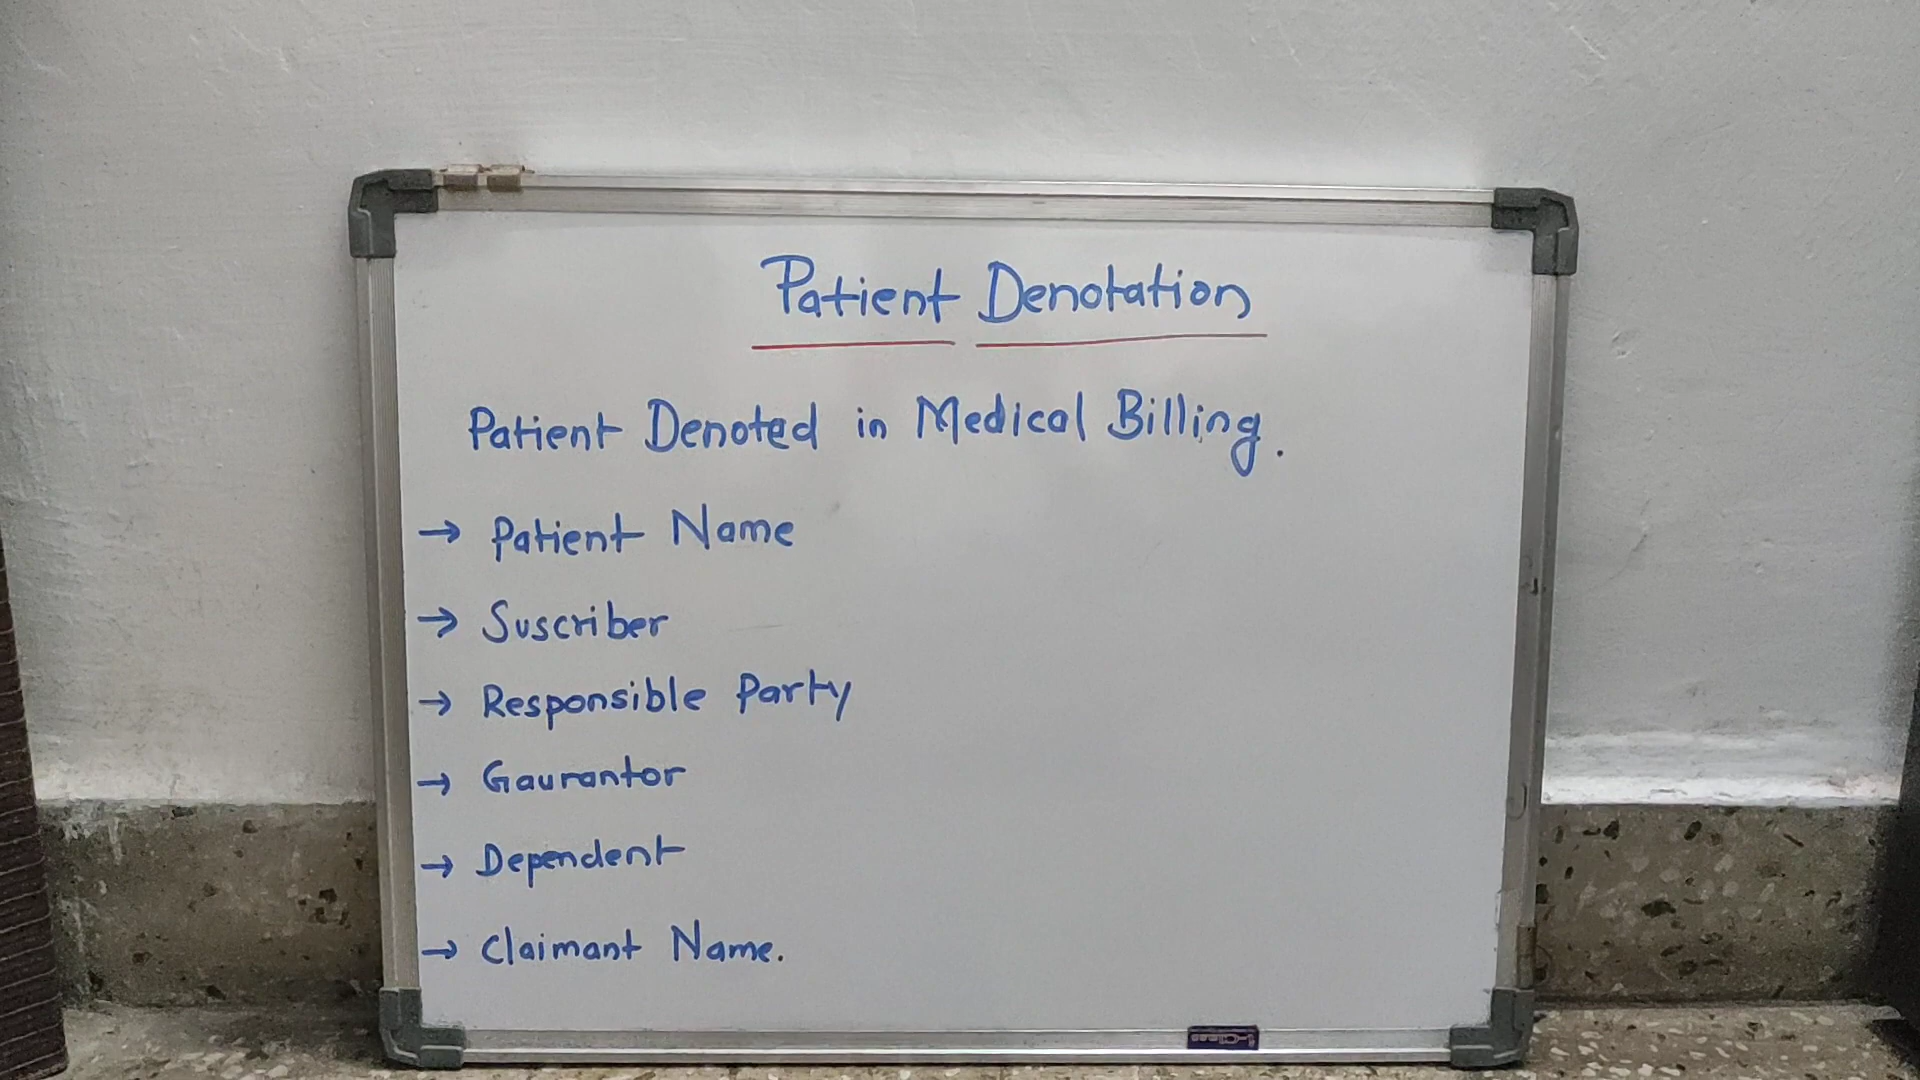 Patient Denotation
Patient Denoted in Medical Billing.
→ Patient Name
→ Suscriber
→ Responsible Party
→ Gaurantor
→ Dependent
→ Claimant Name.